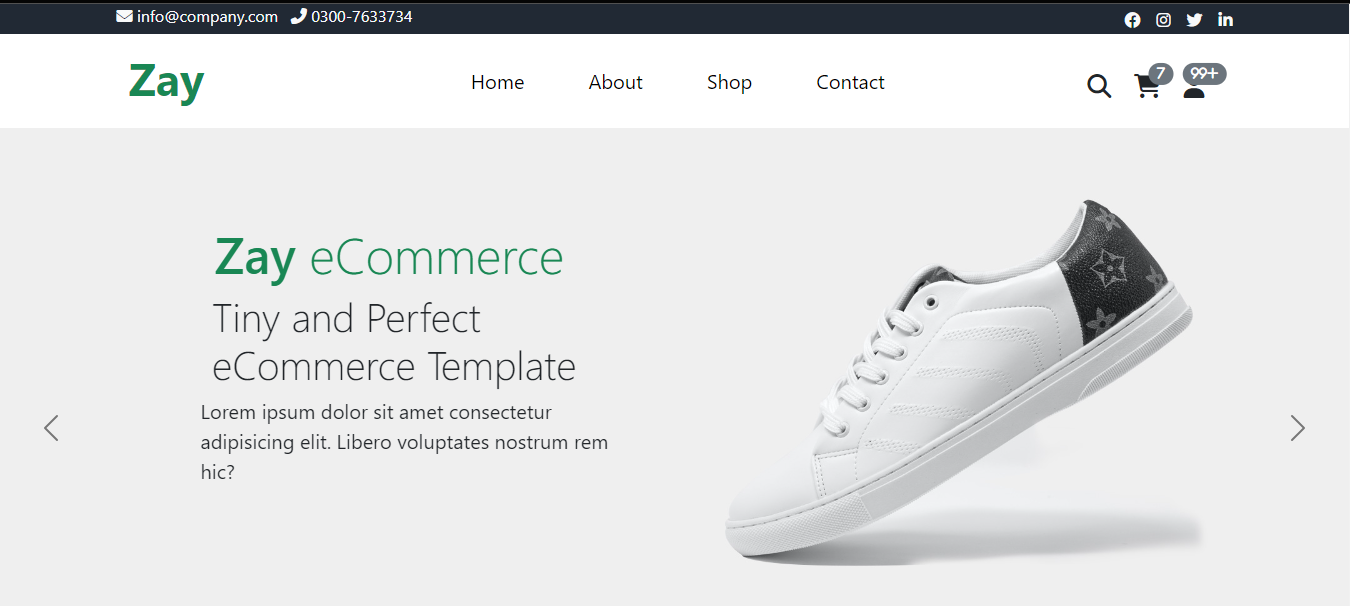 info@company.com 0300-7633734
Zay
Home About Shop Contact
7 99+
Zay eCommerce
Tiny and Perfect
eCommerce Template
Lorem ipsum dolor sit amet consectetur
adipisicing elit. Libero voluptates nostrum rem
hic?